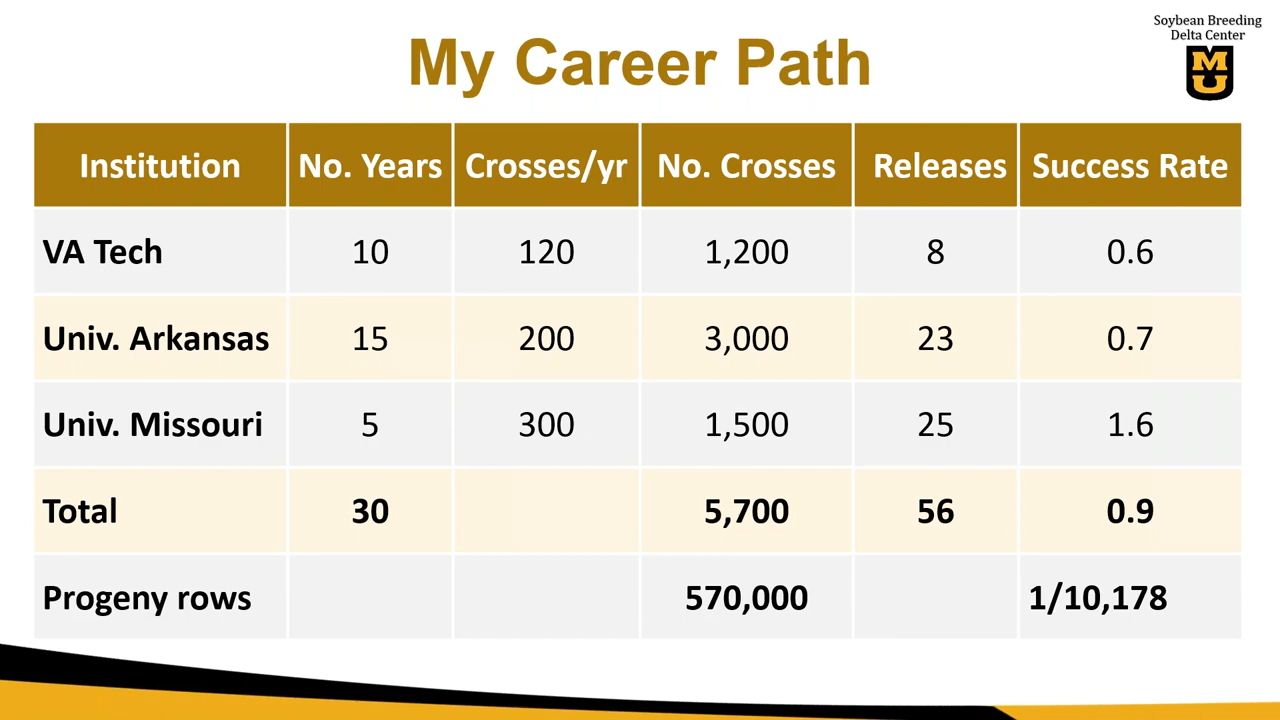 Soybean Breeding
Delta Center
MU
My Career Path
Institution No. Years Crosses/yr No. Crosses Releases Success Rate
VA Tech 10 120 1,200 8 0.6
Univ. Arkansas 15 200 3,000 23 0.7
Univ. Missouri 5 300 1,500 25 1.6
Total 30 5,700 56 0.9
Progeny rows 570,000 1/10,178